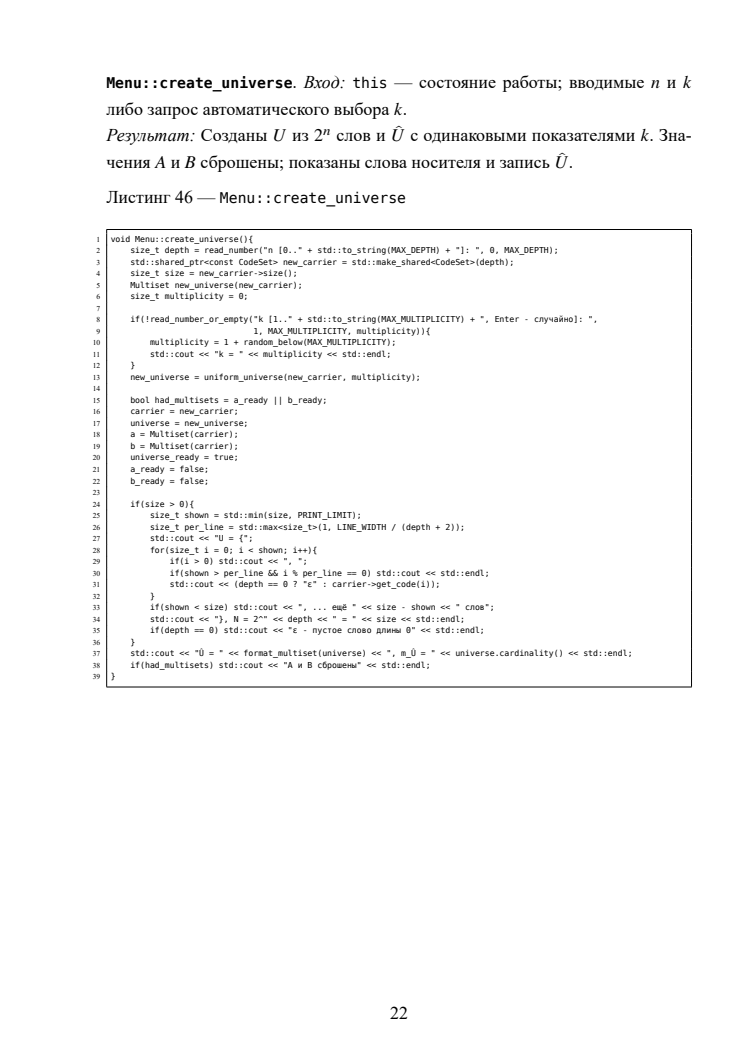 Menu::create_universe. Вход: this — состояние работы; вводимые n и k
либо запрос автоматического выбора k.
Результат: Созданы U из 2ⁿ слов и Û с одинаковыми показателями k. Зна-
чения A и B сброшены; показаны слова носителя и запись Û.
Листинг 46 — Menu::create_universe
1 void Menu::create_universe(){
2     size_t depth = read_number("n [0.." + std::to_string(MAX_DEPTH) + "]: ", 0, MAX_DEPTH);
3     std::shared_ptr<const CodeSet> new_carrier = std::make_shared<CodeSet>(depth);
4     size_t size = new_carrier->size();
5     Multiset new_universe(new_carrier);
6     size_t multiplicity = 0;
7
8     if(!read_number_or_empty("k [1.." + std::to_string(MAX_MULTIPLICITY) + ", Enter - случайно]: ",
9                              1, MAX_MULTIPLICITY, multiplicity)){
10         multiplicity = 1 + random_below(MAX_MULTIPLICITY);
11         std::cout << "k = " << multiplicity << std::endl;
12     }
13     new_universe = uniform_universe(new_carrier, multiplicity);
14
15     bool had_multisets = a_ready || b_ready;
16     carrier = new_carrier;
17     universe = new_universe;
18     a = Multiset(carrier);
19     b = Multiset(carrier);
20     universe_ready = true;
21     a_ready = false;
22     b_ready = false;
23
24     if(size > 0){
25         size_t shown = std::min(size, PRINT_LIMIT);
26         size_t per_line = std::max<size_t>(1, LINE_WIDTH / (depth + 2));
27         std::cout << "U = {";
28         for(size_t i = 0; i < shown; i++){
29             if(i > 0) std::cout << ", ";
30             if(shown > per_line && i % per_line == 0) std::cout << std::endl;
31             std::cout << (depth == 0 ? "ε" : carrier->get_code(i));
32         }
33         if(shown < size) std::cout << ", ... ещё " << size - shown << " слов";
34         std::cout << "}, N = 2^" << depth << " = " << size << std::endl;
35         if(depth == 0) std::cout << "ε - пустое слово длины 0" << std::endl;
36     }
37     std::cout << "Û = " << format_multiset(universe) << ", m_Û = " << universe.cardinality() << std::endl;
38     if(had_multisets) std::cout << "A и B сброшены" << std::endl;
39 }
22